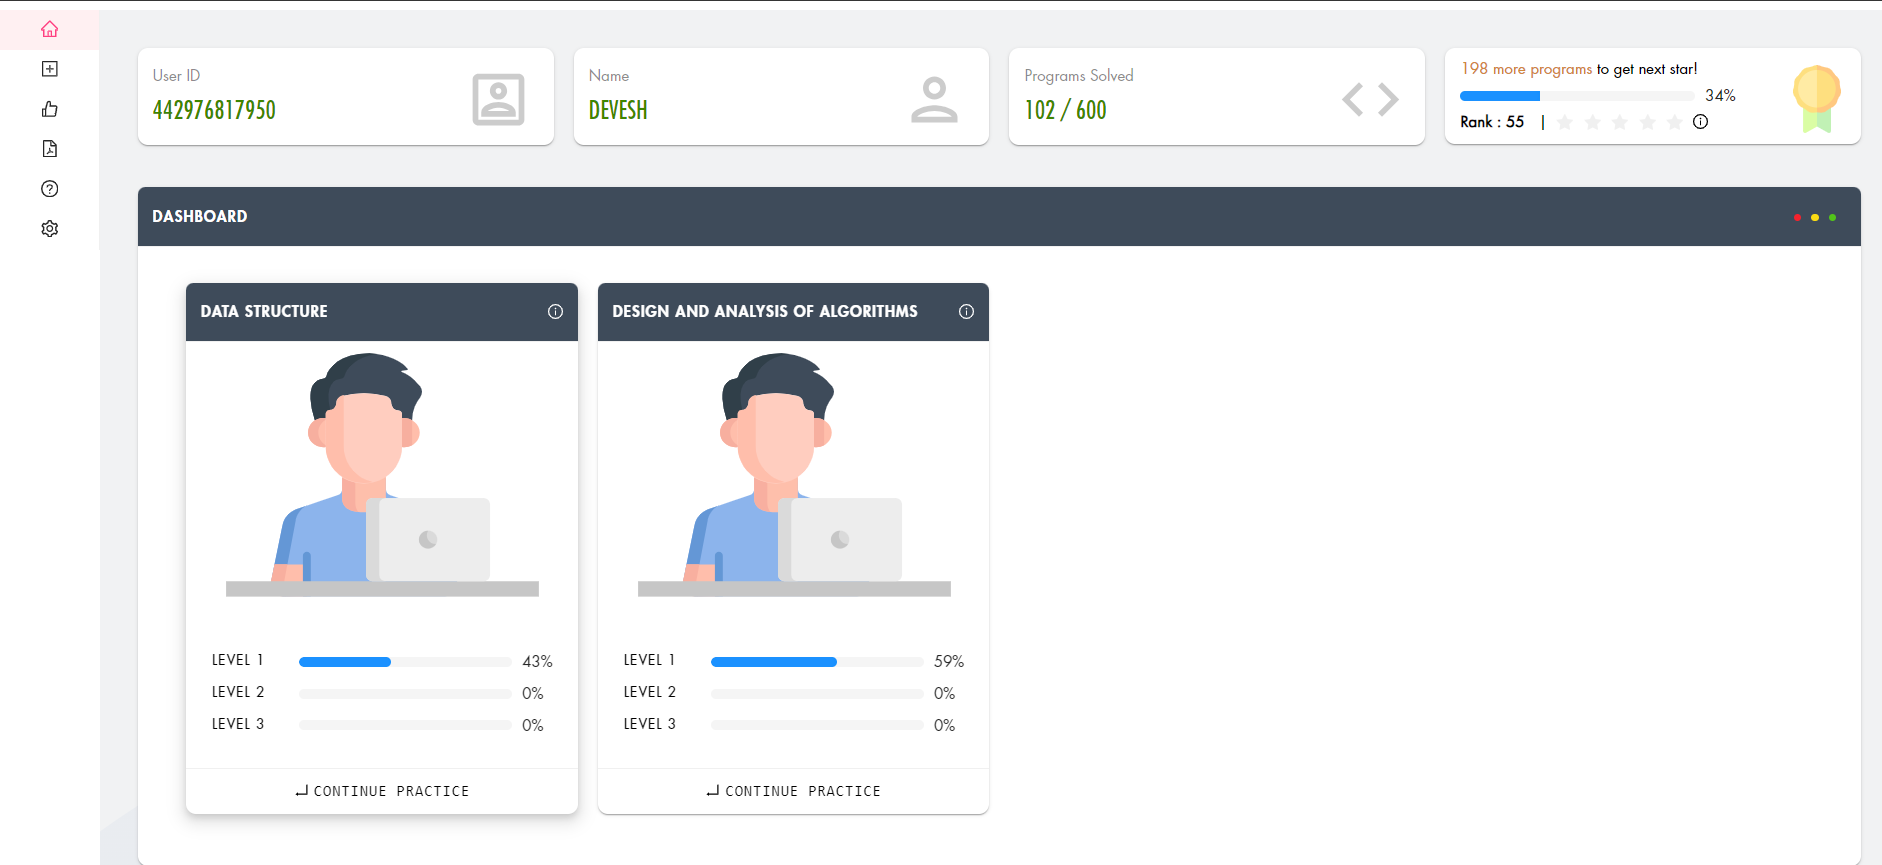 User ID
442976817950
Name
DEVESH
Programs Solved
102 / 600
198 more programs to get next star!
34%
Rank : 55 |
DASHBOARD
DATA STRUCTURE
LEVEL 1 43%
LEVEL 2 0%
LEVEL 3 0%
CONTINUE PRACTICE
DESIGN AND ANALYSIS OF ALGORITHMS
LEVEL 1 59%
LEVEL 2 0%
LEVEL 3 0%
CONTINUE PRACTICE